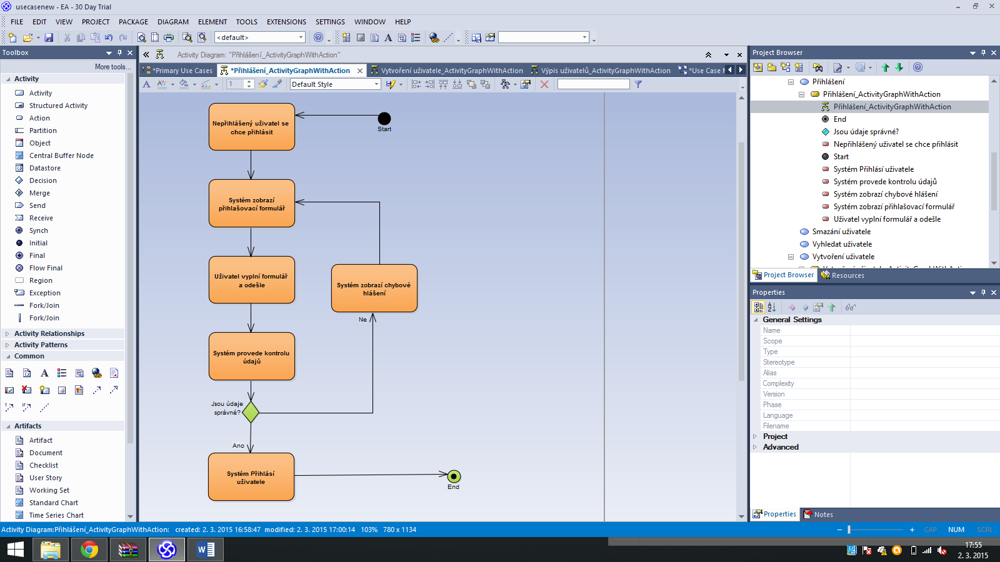 usecasenew - EA - 30 Day Trial
FILE EDIT VIEW PROJECT PACKAGE DIAGRAM ELEMENT TOOLS EXTENSIONS SETTINGS WINDOW HELP
<default>
Toolbox
More tools...
Activity
Activity
Structured Activity
Action
Partition
Object
Central Buffer Node
Datastore
Decision
Merge
Send
Receive
Synch
Initial
Final
Flow Final
Region
Exception
Fork/Join
Fork/Join
Activity Relationships
Activity Patterns
Common
Artifacts
Artifact
Document
Checklist
User Story
Working Set
Standard Chart
Time Series Chart
Activity Diagram: "Přihlášení_ActivityGraphWithAction"
*Primary Use Cases
*Přihlášení_ActivityGraphWithAction
Vytvoření uživatele_ActivityGraphWithAction
Výpis uživatelů_ActivityGraphWithAction
*Use Case
1
Default Style
Nepřihlášený uživatel se
chce přihlásit
Start
Systém zobrazí
přihlašovací formulář
Uživatel vyplní formulář
a odešle
Systém zobrazí chybové
hlášení
Ne
Systém provede kontrolu
údajů
Jsou údaje
správné?
Ano
Systém Přihlásí
uživatele
End
Project Browser
Přihlášení
Přihlášení_ActivityGraphWithAction
Přihlášení_ActivityGraphWithAction
End
Jsou údaje správné?
Nepřihlášený uživatel se chce přihlásit
Start
Systém Přihlásí uživatele
Systém provede kontrolu údajů
Systém zobrazí chybové hlášení
Systém zobrazí přihlašovací formulář
Uživatel vyplní formulář a odešle
Smazání uživatele
Vyhledat uživatele
Vytvoření uživatele
Project Browser
Resources
Properties
General Settings
Name
Scope
Type
Stereotype
Alias
Complexity
Version
Phase
Language
Filename
Project
Advanced
Properties
Notes
Activity Diagram:Přihlášení_ActivityGraphWithAction: created: 2. 3. 2015 16:58:47 modified: 2. 3. 2015 17:00:14 103% 780 x 1134
CAP NUM SCRL
17:55
2. 3. 2015